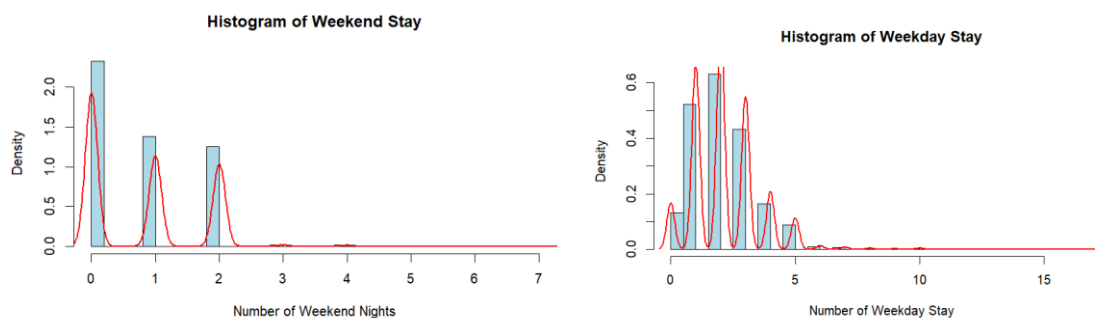 Histogram of Weekend Stay
Density
0.0 0.5 1.0 1.5 2.0
0 1 2 3 4 5 6 7
Number of Weekend Nights
Histogram of Weekday Stay
Density
0.0 0.2 0.4 0.6
0 5 10 15
Number of Weekday Stay